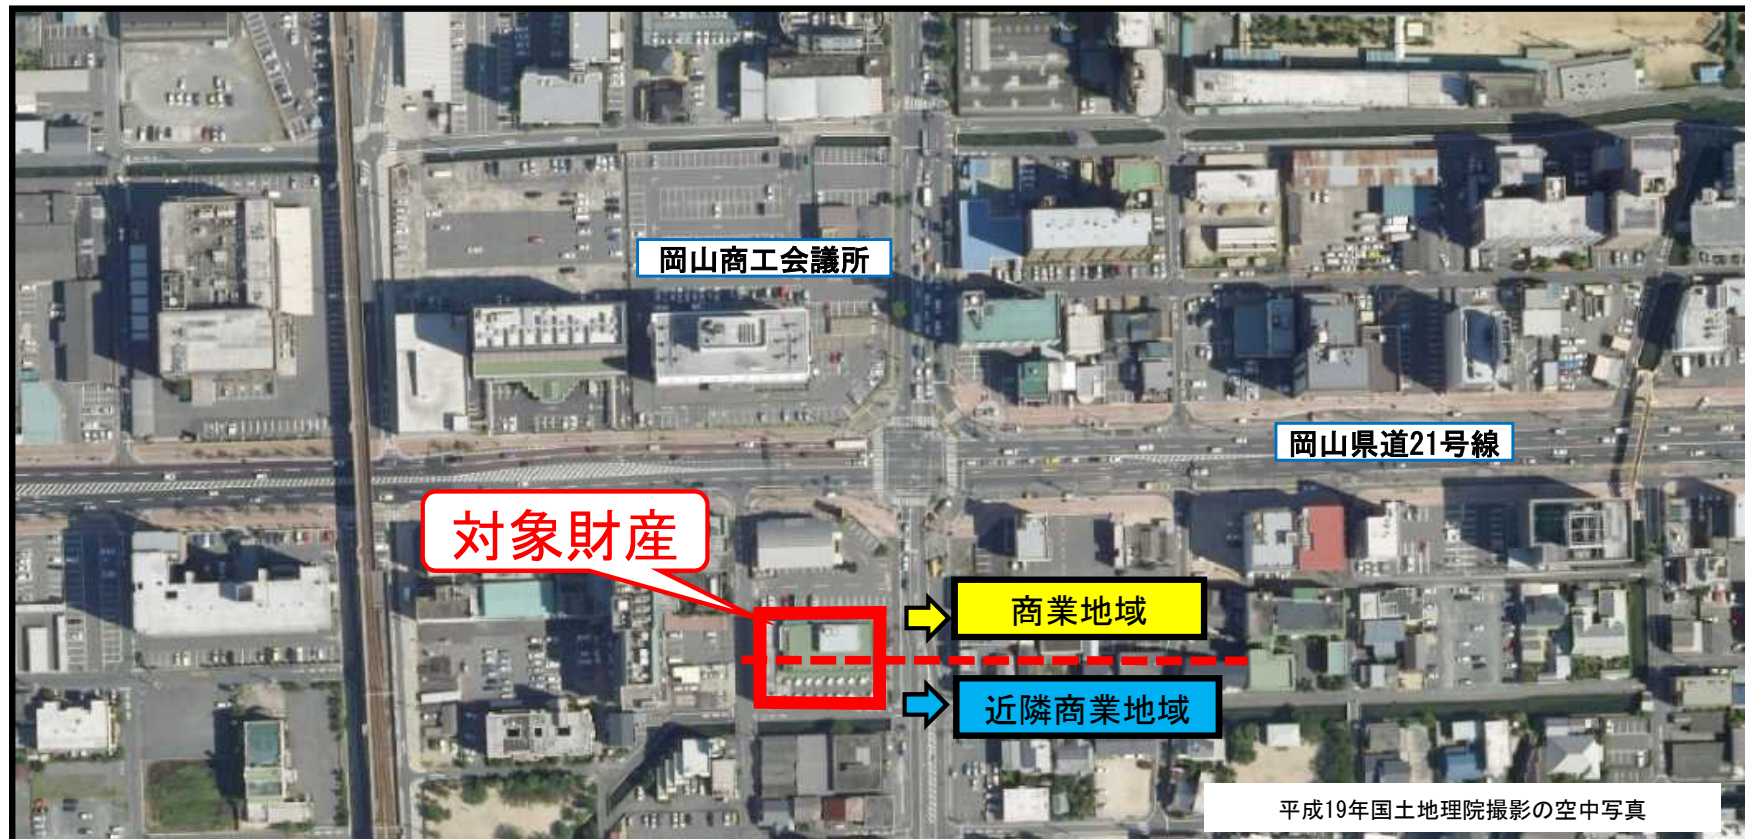 岡山商工会議所
岡山県道21号線
対象財産
商業地域
近隣商業地域
平成19年国土地理院撮影の空中写真